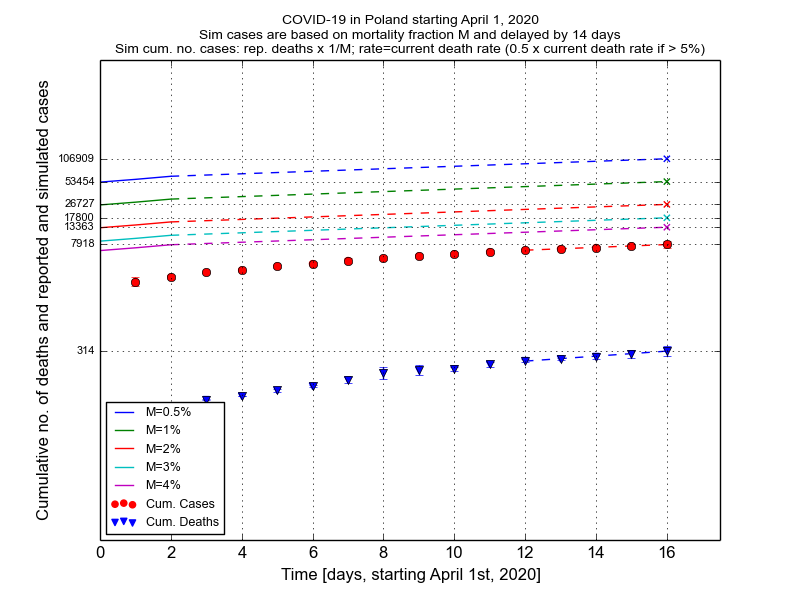 COVID-19 in Poland starting April 1, 2020
Sim cases are based on mortality fraction M and delayed by 14 days
Sim cum. no. cases: rep. deaths x 1/M; rate=current death rate (0.5 x current death rate if > 5%)
Cumulative no. of deaths and reported and simulated cases
106909
53454
26727
17800
13363
7918
314
M=0.5%
M=1%
M=2%
M=3%
M=4%
Cum. Cases
Cum. Deaths
0 2 4 6 8 10 12 14 16
Time [days, starting April 1st, 2020]